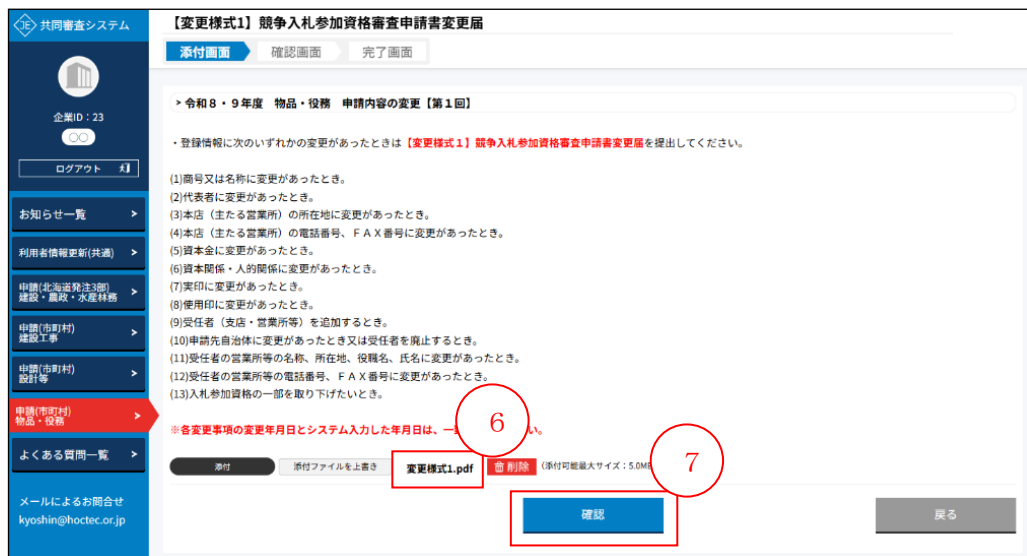 JE 共同審査システム
企業ID：23
○○
ログアウト
お知らせ一覧 >
利用者情報更新(共通) >
申請(北海道発注3部)
建設・農政・水産林務 >
申請(市町村)
建設工事 >
申請(市町村)
設計等 >
申請(市町村)
物品・役務 >
よくある質問一覧 >
メールによるお問合せ
kyoshin@hoctec.or.jp
【変更様式1】競争入札参加資格審査申請書変更届
添付画面 確認画面 完了画面
> 令和８・９年度 物品・役務 申請内容の変更【第１回】
・登録情報に次のいずれかの変更があったときは【変更様式１】競争入札参加資格審査申請書変更届を提出してください。
(1)商号又は名称に変更があったとき。
(2)代表者に変更があったとき。
(3)本店（主たる営業所）の所在地に変更があったとき。
(4)本店（主たる営業所）の電話番号、ＦＡＸ番号に変更があったとき。
(5)資本金に変更があったとき。
(6)資本関係・人的関係に変更があったとき。
(7)実印に変更があったとき。
(8)使用印に変更があったとき。
(9)受任者（支店・営業所等）を追加するとき。
(10)申請先自治体に変更があったとき又は受任者を廃止するとき。
(11)受任者の営業所等の名称、所在地、役職名、氏名に変更があったとき。
(12)受任者の営業所等の電話番号、ＦＡＸ番号に変更があったとき。
(13)入札参加資格の一部を取り下げたいとき。
※各変更事項の変更年月日とシステム入力した年月日は、一 い。
６
添付 添付ファイルを上書き 変更様式1.pdf 削除 （添付可能最大サイズ：5.0M
７
確認 戻る